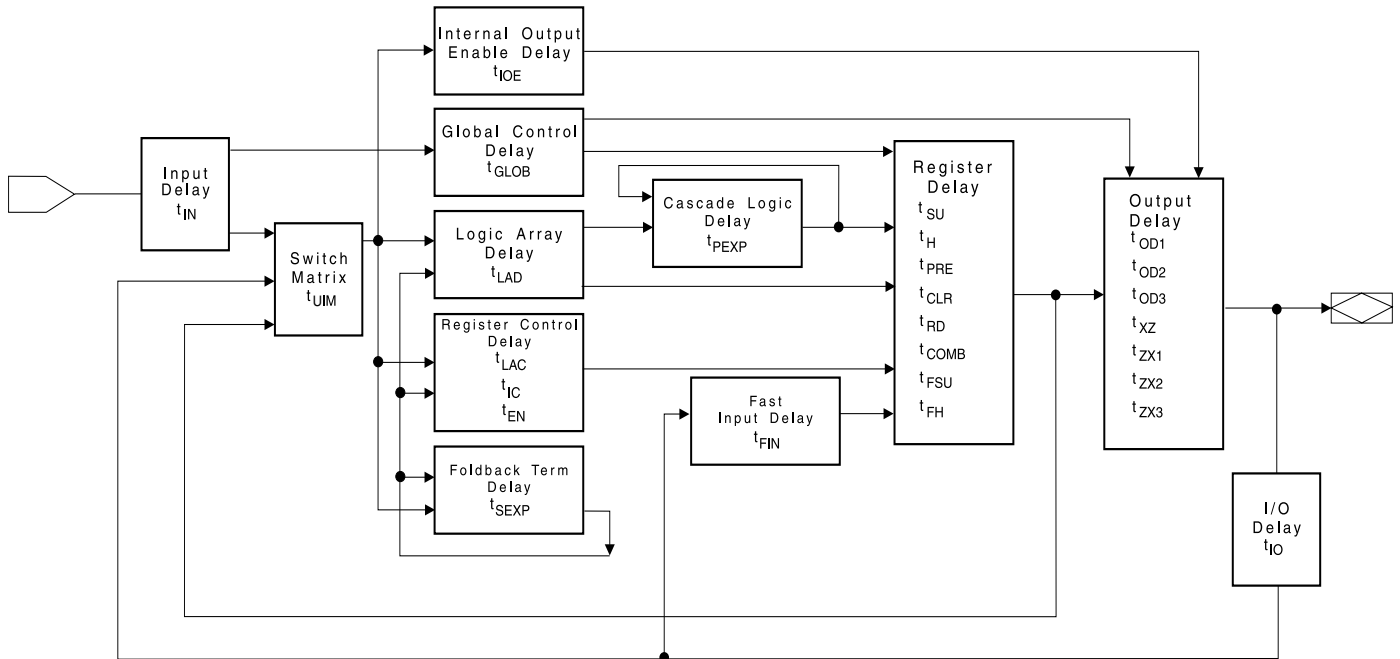 Input
Delay
tIN
Switch
Matrix
tUIM
Internal Output
Enable Delay
tIOE
Global Control
Delay
tGLOB
Logic Array
Delay
tLAD
Register Control
Delay
tLAC
tIC
tEN
Foldback Term
Delay
tSEXP
Cascade Logic
Delay
tPEXP
Fast
Input Delay
tFIN
Register
Delay
tSU
tH
tPRE
tCLR
tRD
tCOMB
tFSU
tFH
Output
Delay
tOD1
tOD2
tOD3
tXZ
tZX1
tZX2
tZX3
I/O
Delay
tIO